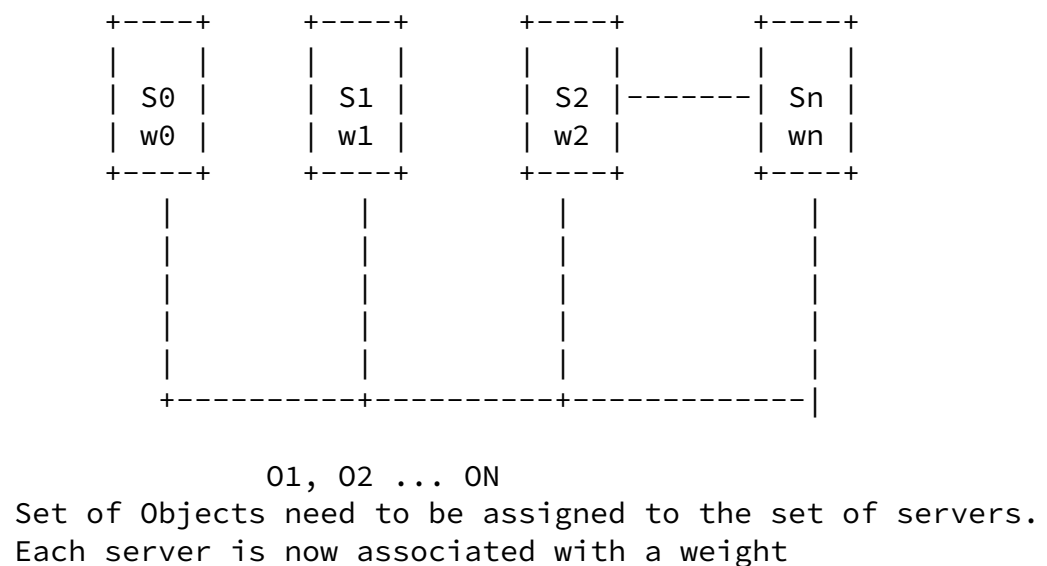 S0 S1 S2 Sn
w0 w1 w2 wn
O1, O2 ... ON
Set of Objects need to be assigned to the set of servers.
Each server is now associated with a weight